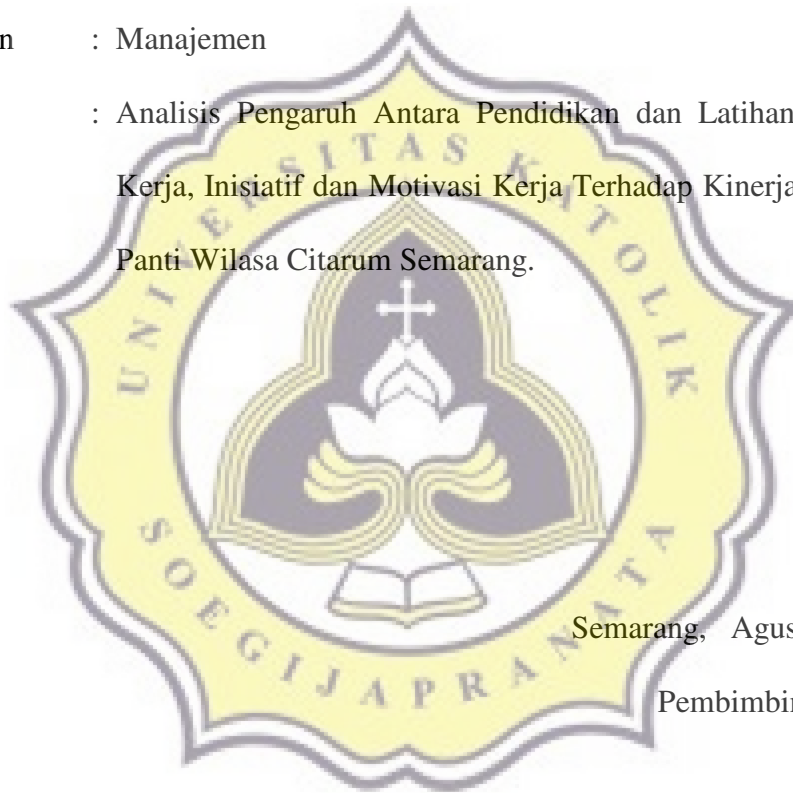 n : Manajemen
: Analisis Pengaruh Antara Pendidikan dan Latihan
Kerja, Inisiatif dan Motivasi Kerja Terhadap Kinerja
Panti Wilasa Citarum Semarang.
UNIVERSITAS KATOLIK
SOEGIJAPRANATA
Semarang, Agus
Pembimbin